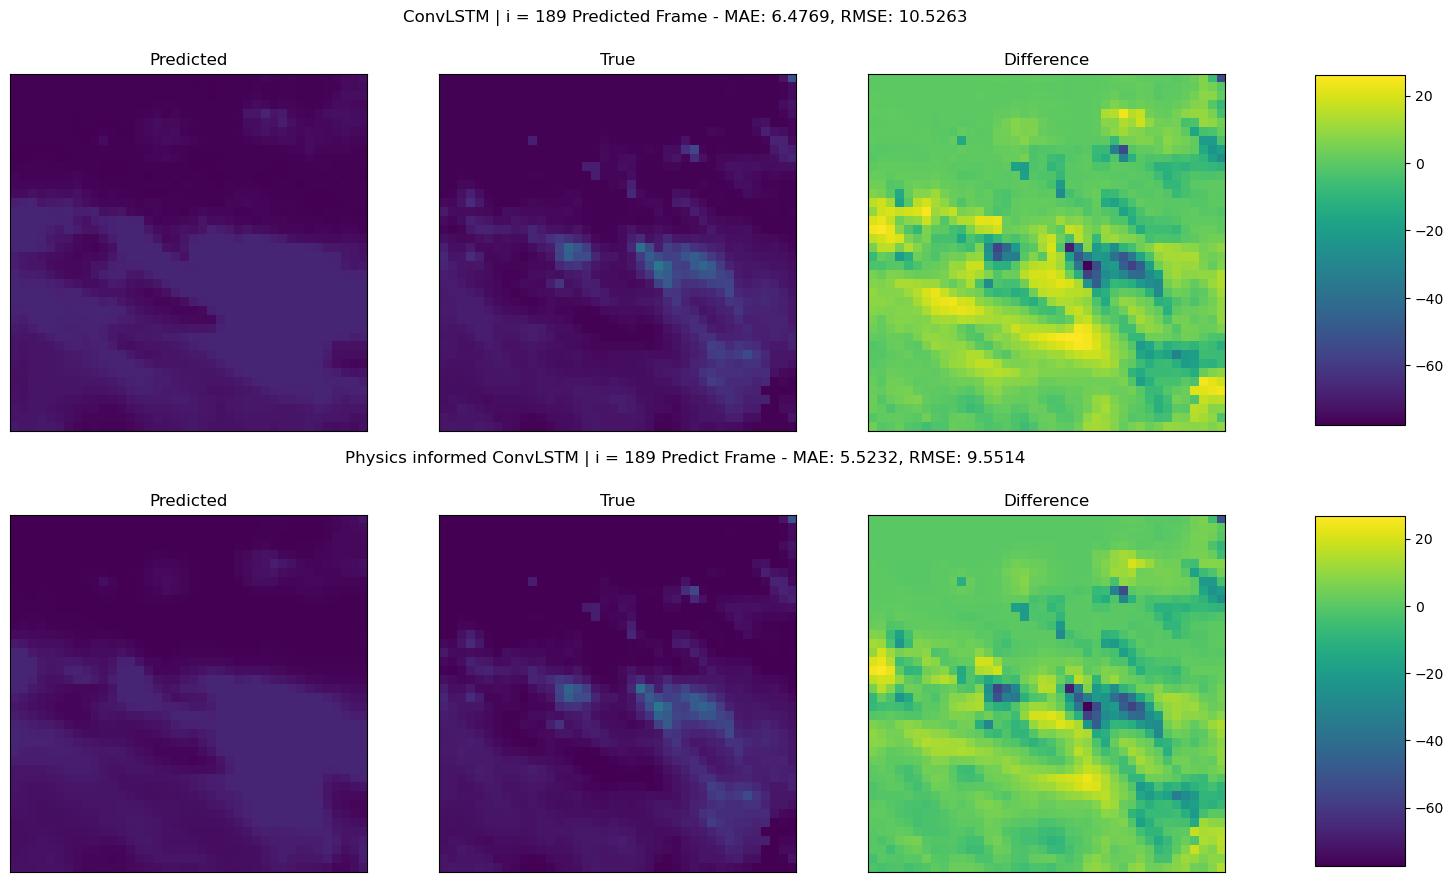 ConvLSTM | i = 189 Predicted Frame - MAE: 6.4769, RMSE: 10.5263
Predicted
True
Difference
20
0
−20
−40
−60
Physics informed ConvLSTM | i = 189 Predict Frame - MAE: 5.5232, RMSE: 9.5514
Predicted
True
Difference
20
0
−20
−40
−60